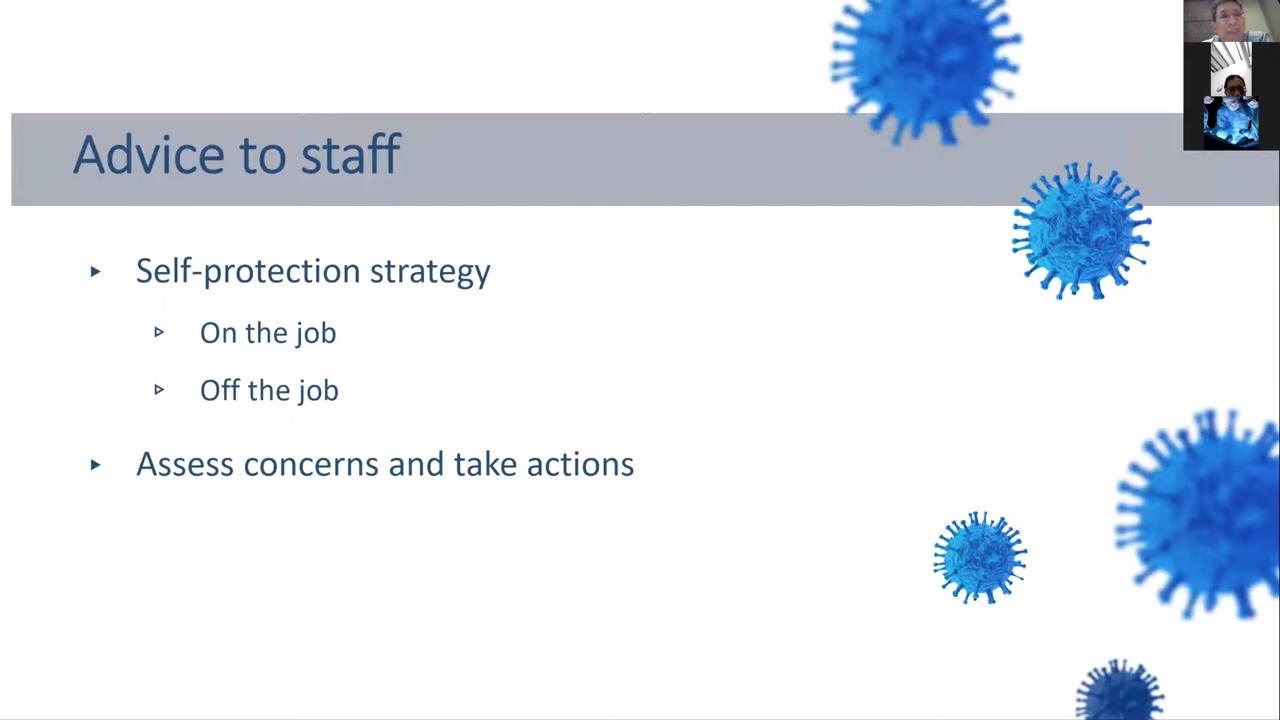 Advice to staff
Self-protection strategy
On the job
Off the job
Assess concerns and take actions